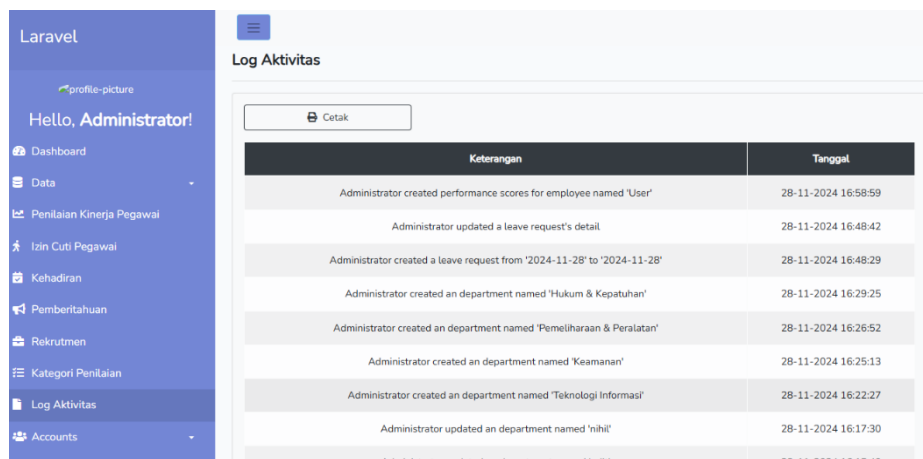 Laravel
profile-picture
Hello, Administrator!
Dashboard
Data
Penilaian Kinerja Pegawai
Izin Cuti Pegawai
Kehadiran
Pemberitahuan
Rekrutmen
Kategori Penilaian
Log Aktivitas
Accounts
Log Aktivitas
Cetak
Keterangan Tanggal
Administrator created performance scores for employee named 'User' 28-11-2024 16:58:59
Administrator updated a leave request's detail 28-11-2024 16:48:42
Administrator created a leave request from '2024-11-28' to '2024-11-28' 28-11-2024 16:48:29
Administrator created an department named 'Hukum & Kepatuhan' 28-11-2024 16:29:25
Administrator created an department named 'Pemeliharaan & Peralatan' 28-11-2024 16:26:52
Administrator created an department named 'Keamanan' 28-11-2024 16:25:13
Administrator created an department named 'Teknologi Informasi' 28-11-2024 16:22:27
Administrator updated an department named 'nihil' 28-11-2024 16:17:30